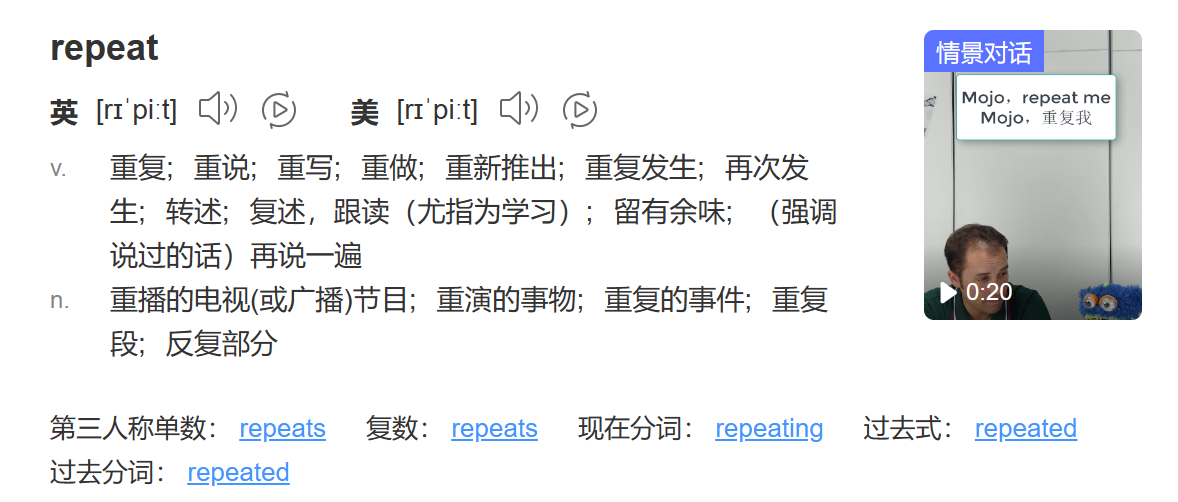 repeat
情景对话
Mojo，repeat me
Mojo，重复我
英 [rɪˈpiːt] 美 [rɪˈpiːt]
v. 重复；重说；重写；重做；重新推出；重复发生；再次发
生；转述；复述，跟读（尤指为学习）；留有余味；（强调
说过的话）再说一遍
n. 重播的电视(或广播)节目；重演的事物；重复的事件；重复
段；反复部分
0:20
第三人称单数： repeats 复数： repeats 现在分词： repeating 过去式： repeated
过去分词： repeated